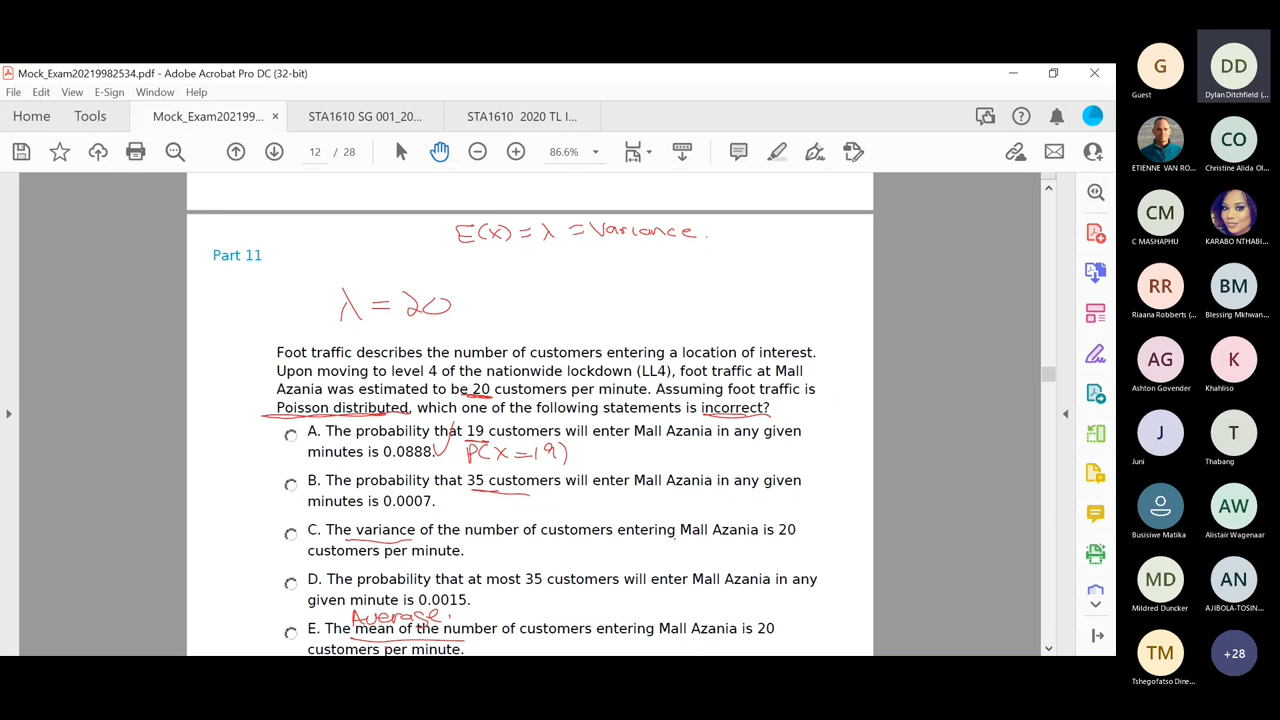 Mock_Exam20219982534.pdf - Adobe Acrobat Pro DC (32-bit)
File Edit View E-Sign Window Help
Home Tools Mock_Exam202199... × STA1610 SG 001_20... STA1610 2020 TL I...
12 / 28 86.6%
E(x) = λ = Variance.
Part 11
λ = 20
Foot traffic describes the number of customers entering a location of interest.
Upon moving to level 4 of the nationwide lockdown (LL4), foot traffic at Mall
Azania was estimated to be 20 customers per minute. Assuming foot traffic is
Poisson distributed, which one of the following statements is incorrect?
A. The probability that 19 customers will enter Mall Azania in any given
minutes is 0.0888.
P(X = 19)
B. The probability that 35 customers will enter Mall Azania in any given
minutes is 0.0007.
C. The variance of the number of customers entering Mall Azania is 20
customers per minute.
D. The probability that at most 35 customers will enter Mall Azania in any
given minute is 0.0015.
Average.
E. The mean of the number of customers entering Mall Azania is 20
customers per minute.
G
Guest
DD
Dylan Ditchfield (...
ETIENNE VAN RO...
CO
Christine Alida Ol...
CM
C MASHAPHU
KARABO NTHABI...
RR
Riaana Robberts (...
BM
Blessing Mkhwan...
AG
Ashton Govender
K
Khahliso
J
Juni
T
Thabang
Busisiwe Matika
AW
Alistair Wagenaar
MD
Mildred Duncker
AN
AJIBOLA-TOSIN...
TM
Tshegofatso Dine...
+28